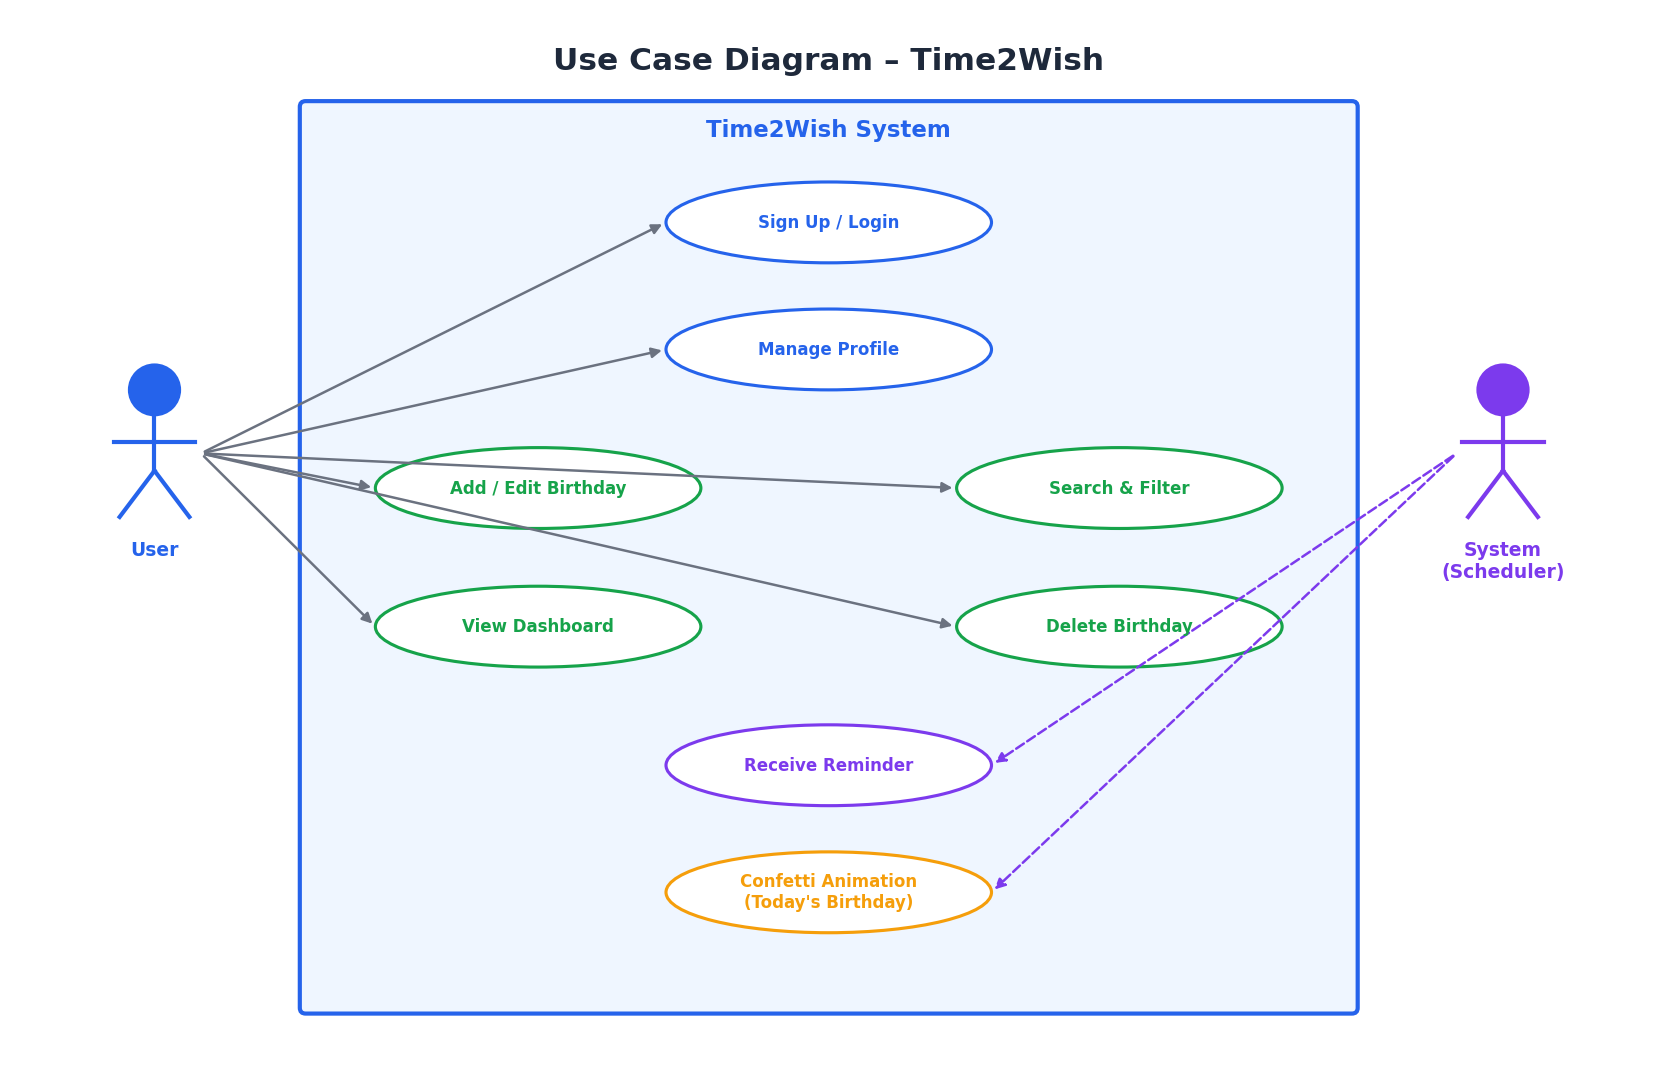 Use Case Diagram – Time2Wish
Time2Wish System
Sign Up / Login
Manage Profile
Add / Edit Birthday
Search & Filter
User
System
(Scheduler)
View Dashboard
Delete Birthday
Receive Reminder
Confetti Animation
(Today's Birthday)